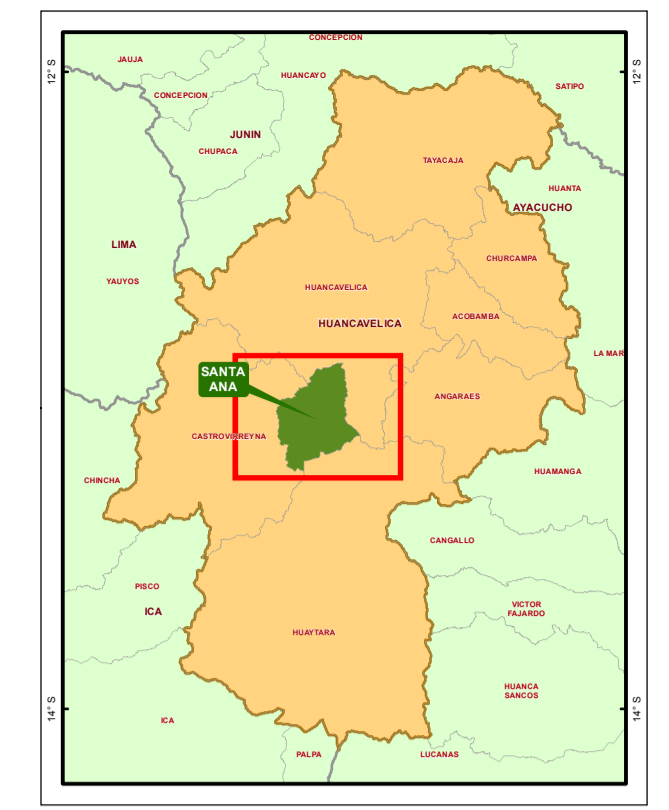 CONCEPCION
JAUJA
12° S
12° S
HUANCAYO
SATIPO
CONCEPCION
JUNIN
CHUPACA
TAYACAJA
HUANTA
AYACUCHO
LIMA
CHURCAMPA
YAUYOS
HUANCAVELICA
ACOBAMBA
HUANCAVELICA
LA MAR
SANTA
ANA
ANGARAES
CASTROVIRREYNA
HUAMANGA
CHINCHA
CANGALLO
PISCO
ICA
VICTOR
FAJARDO
HUAYTARA
HUANCA
SANCOS
14° S
14° S
ICA
PALPA
LUCANAS